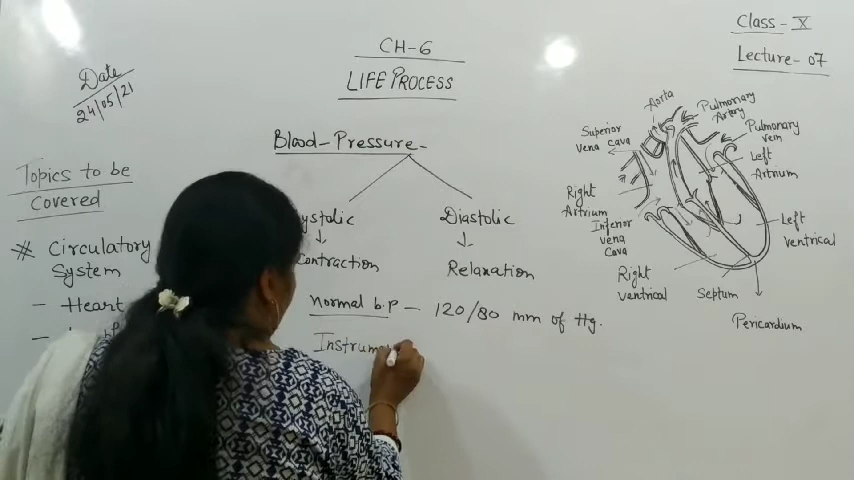 Class - X
Lecture - 07
CH-6
LIFE PROCESS
Date
24/05/21
Topics to be
Covered
* Circulatory
System
- Heart
Blood-Pressure-
ystolic
Contraction
Diastolic
Relaxation
Normal b.p - 120/80 mm of Hg.
Instrum
Aorta
Pulmonary
Artery
Pulmonary
vein
Left
Artrium
Left
Ventrical
Superior
Vena cava
Right
Artrium
Inferior
Vena
Cava
Right
Ventrical
Septum
Pericardium